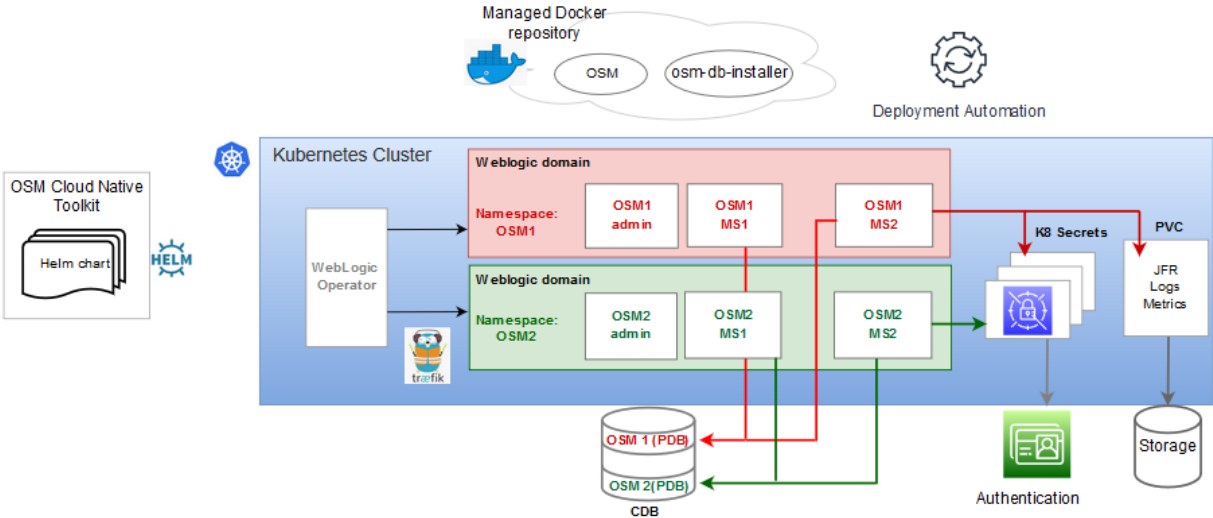 Managed Docker
repository
OSM
osm-db-installer
Deployment Automation
Kubernetes Cluster
OSM Cloud Native
Toolkit
Helm chart
HELM
WebLogic
Operator
træfik
Weblogic domain
Namespace:
OSM1
OSM1
admin
OSM1
MS1
OSM1
MS2
Weblogic domain
Namespace:
OSM2
OSM2
admin
OSM2
MS1
OSM2
MS2
K8 Secrets
PVC
JFR
Logs
Metrics
OSM 1 (PDB)
OSM 2(PDB)
CDB
Authentication
Storage